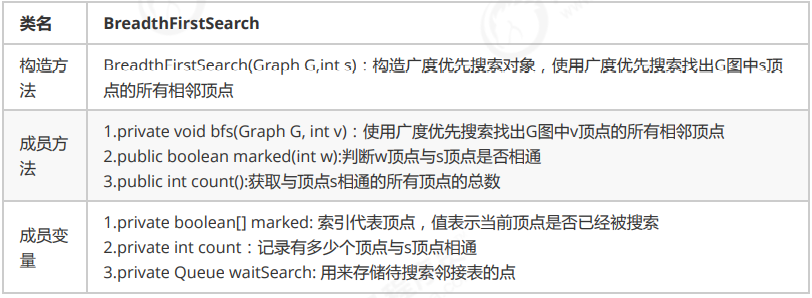 类名 BreadthFirstSearch
构造方法 BreadthFirstSearch(Graph G,int s)：构造广度优先搜索对象，使用广度优先搜索找出G图中s顶
点的所有相邻顶点
成员方法 1.private void bfs(Graph G, int v)：使用广度优先搜索找出G图中v顶点的所有相邻顶点
2.public boolean marked(int w):判断w顶点与s顶点是否相通
3.public int count():获取与顶点s相通的所有顶点的总数
成员变量 1.private boolean[] marked: 索引代表顶点，值表示当前顶点是否已经被搜索
2.private int count：记录有多少个顶点与s顶点相通
3.private Queue waitSearch: 用来存储待搜索邻接表的点